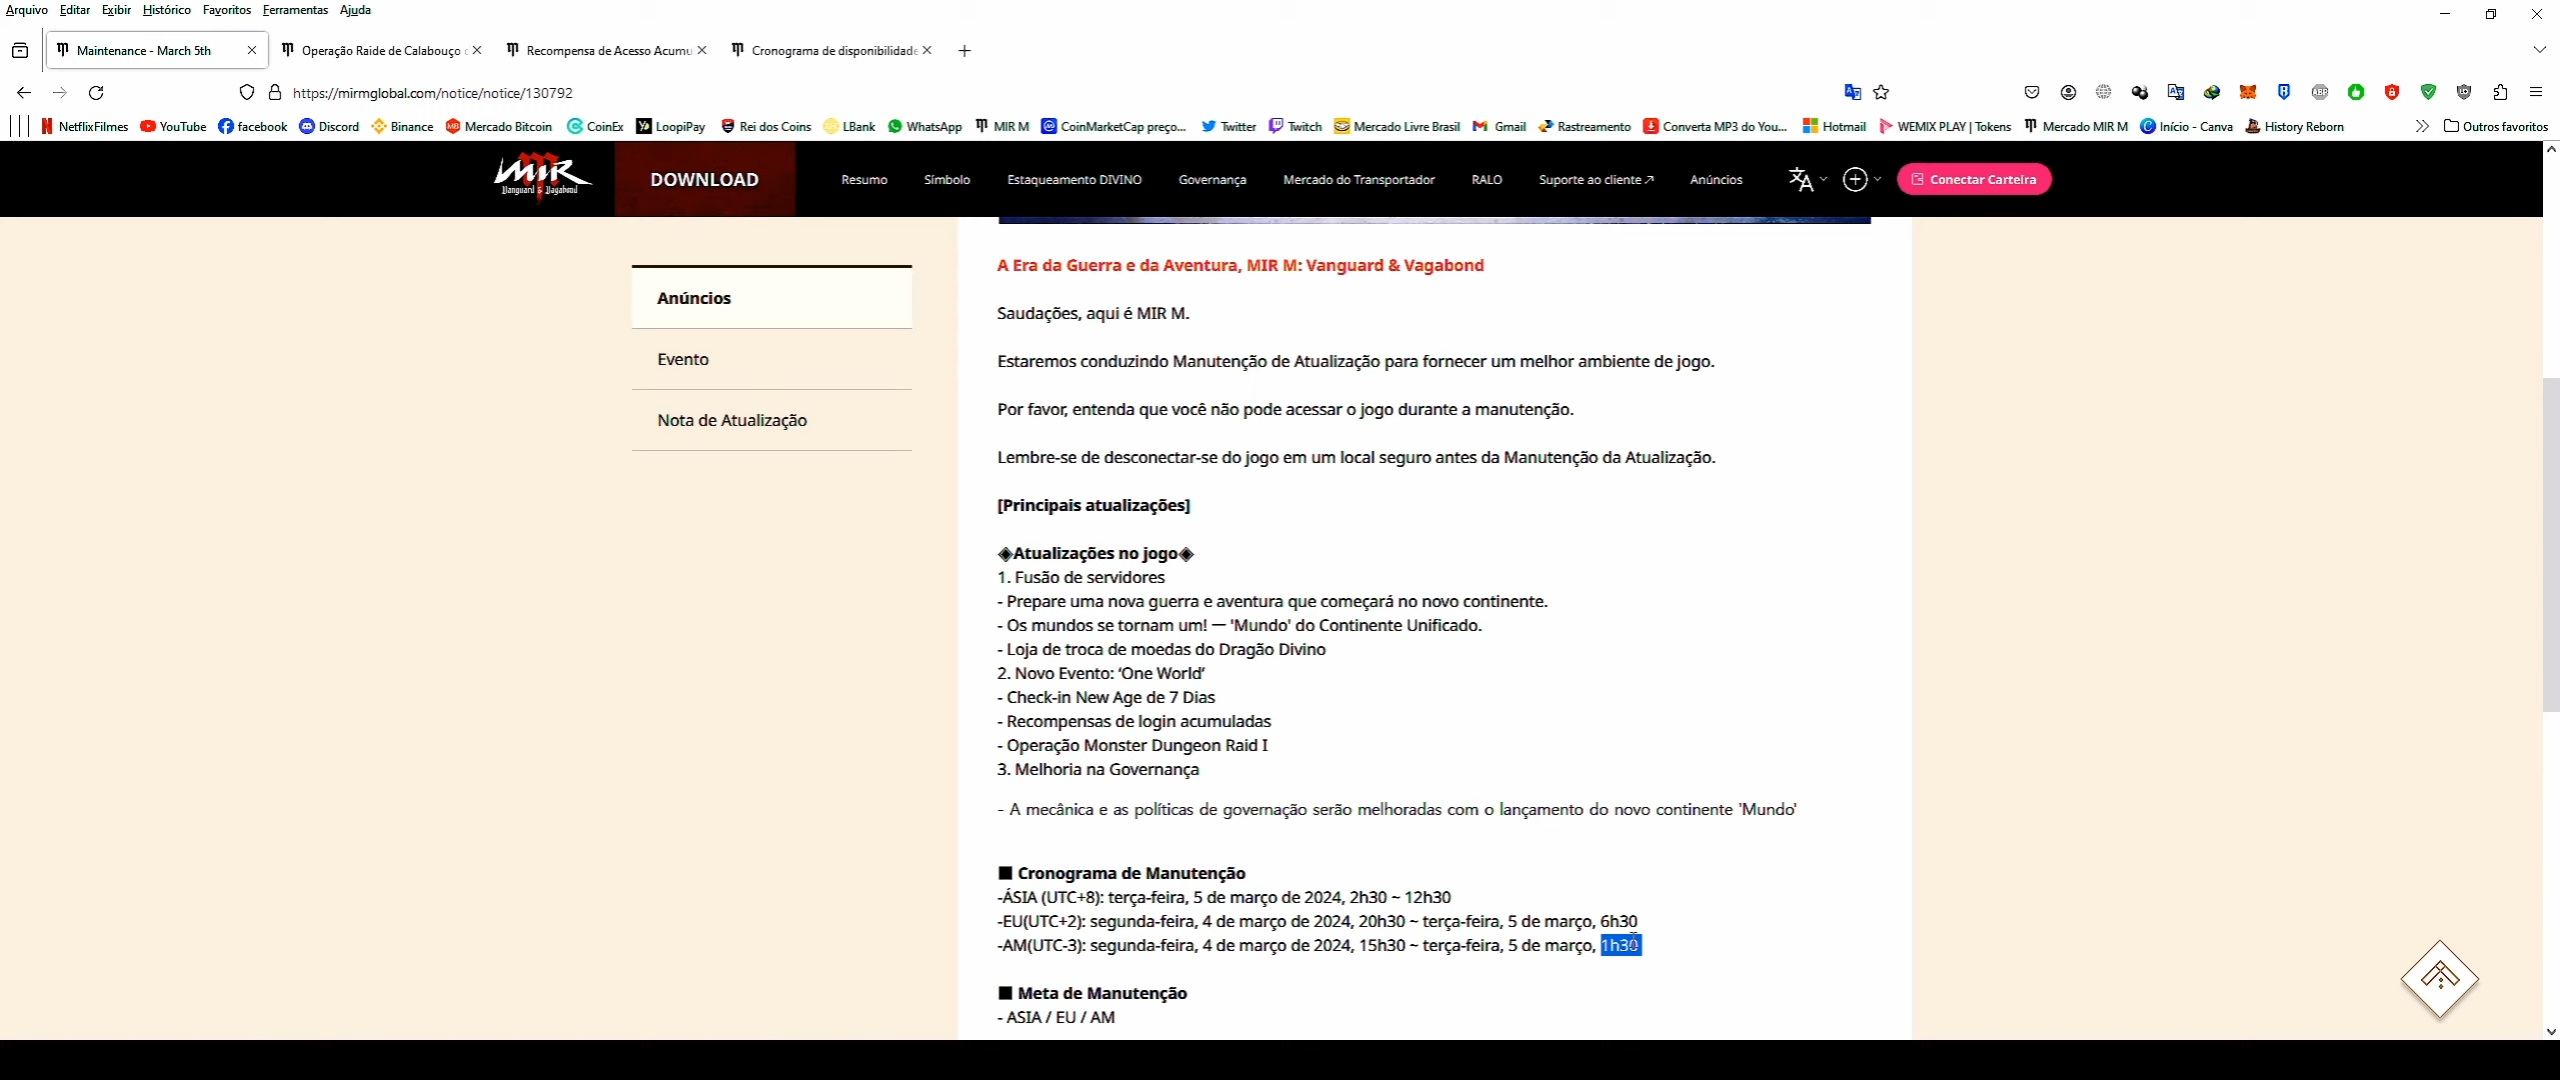 Arquivo Editar Exibir Histórico Favoritos Ferramentas Ajuda
Maintenance - March 5th
Operação Raide de Calabouço
Recompensa de Acesso Acumu
Cronograma de disponibilidade
https://mirmglobal.com/notice/notice/130792
NetflixFilmes YouTube facebook Discord Binance Mercado Bitcoin CoinEx LoopiPay Rei dos Coins LBank WhatsApp MIR M CoinMarketCap preço... Twitter Twitch Mercado Livre Brasil Gmail Rastreamento Converta MP3 do You... Hotmail WEMIX PLAY | Tokens Mercado MIR M Início - Canva History Reborn Outros favoritos
MIR
Vanguard & Vagabond
DOWNLOAD Resumo Símbolo Estaqueamento DIVINO Governança Mercado do Transportador RALO Suporte ao cliente↗ Anúncios Conectar Carteira
Anúncios
Evento
Nota de Atualização
A Era da Guerra e da Aventura, MIR M: Vanguard & Vagabond
Saudações, aqui é MIR M.
Estaremos conduzindo Manutenção de Atualização para fornecer um melhor ambiente de jogo.
Por favor, entenda que você não pode acessar o jogo durante a manutenção.
Lembre-se de desconectar-se do jogo em um local seguro antes da Manutenção da Atualização.
[Principais atualizações]
◈Atualizações no jogo◈
1. Fusão de servidores
- Prepare uma nova guerra e aventura que começará no novo continente.
- Os mundos se tornam um! — 'Mundo' do Continente Unificado.
- Loja de troca de moedas do Dragão Divino
2. Novo Evento: ‘One World’
- Check-in New Age de 7 Dias
- Recompensas de login acumuladas
- Operação Monster Dungeon Raid I
3. Melhoria na Governança
- A mecânica e as políticas de governação serão melhoradas com o lançamento do novo continente 'Mundo'
■ Cronograma de Manutenção
-ÁSIA (UTC+8): terça-feira, 5 de março de 2024, 2h30 ~ 12h30
-EU(UTC+2): segunda-feira, 4 de março de 2024, 20h30 ~ terça-feira, 5 de março, 6h30
-AM(UTC-3): segunda-feira, 4 de março de 2024, 15h30 ~ terça-feira, 5 de março, 1h30
■ Meta de Manutenção
- ASIA / EU / AM